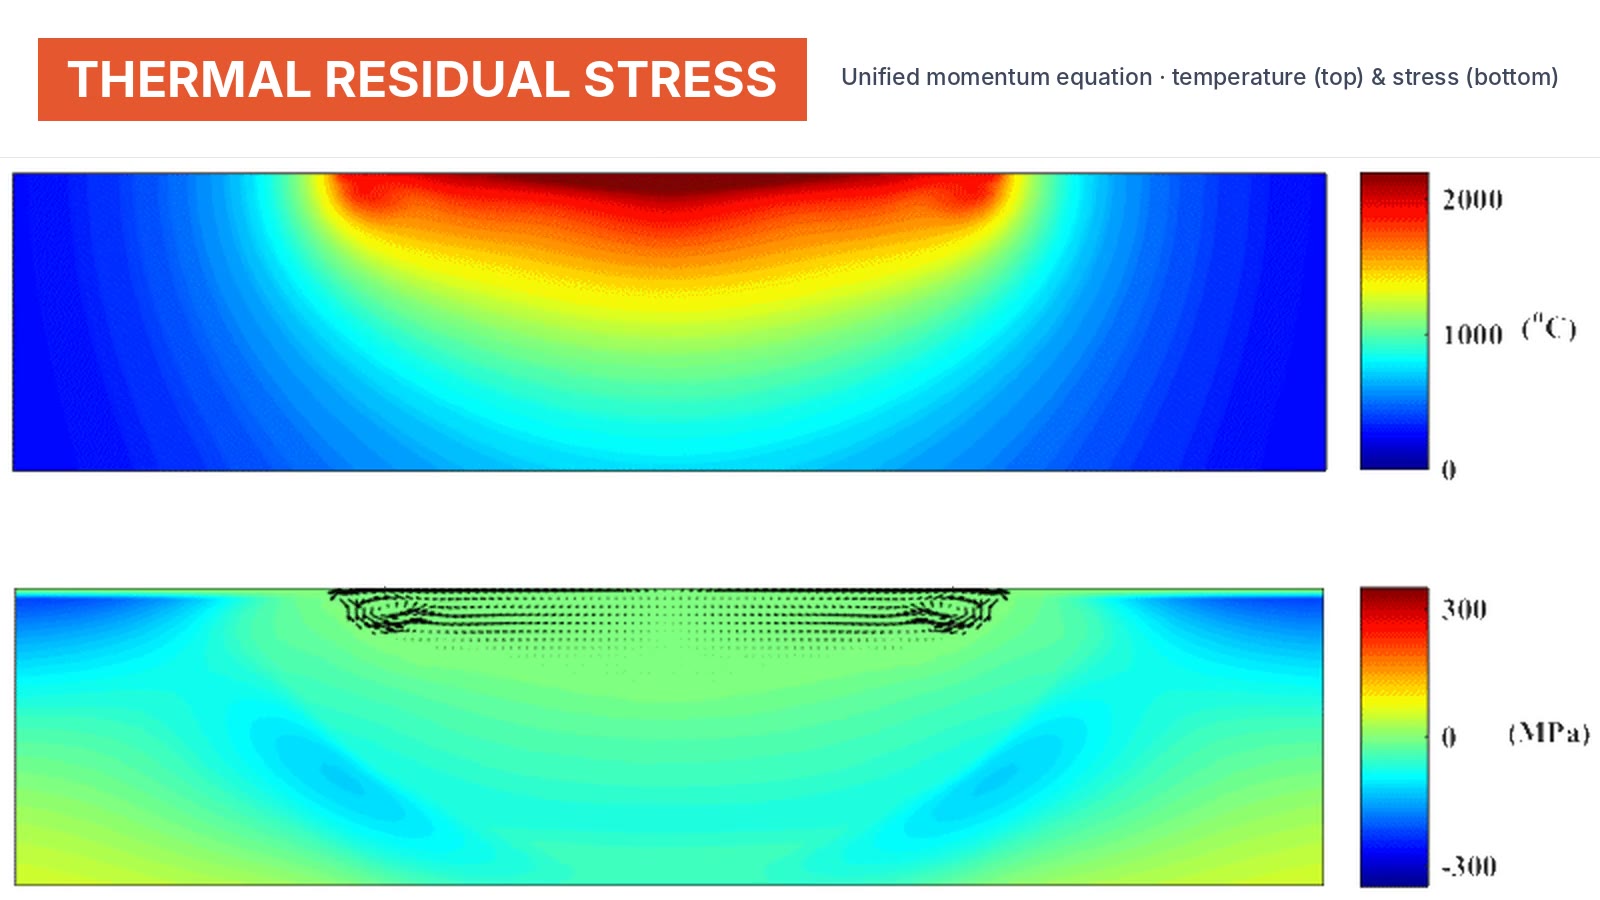 THERMAL RESIDUAL STRESS
Unified momentum equation · temperature (top) & stress (bottom)
2000
1000 (°C)
0
300
0 (MPa)
-300